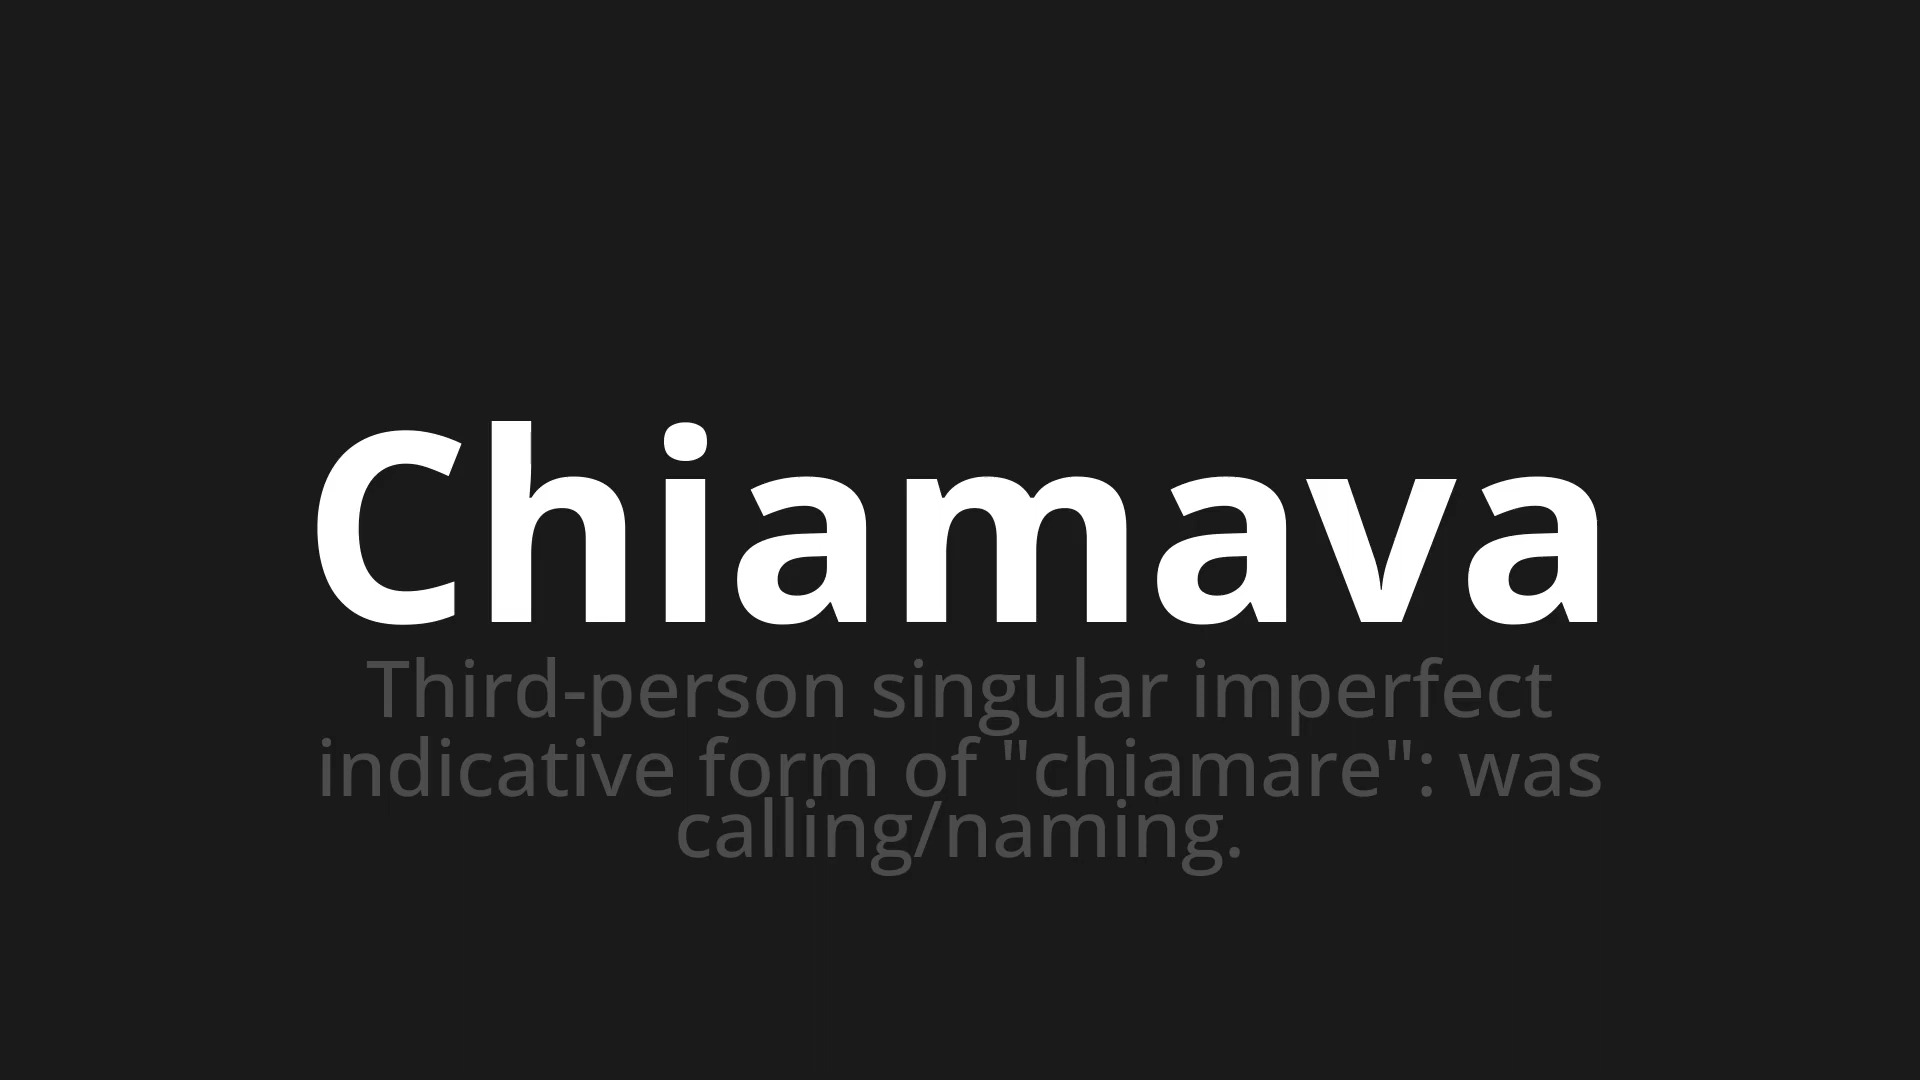 Chiamava
Third-person singular imperfect
indicative form of "chiamare": was
calling/naming.